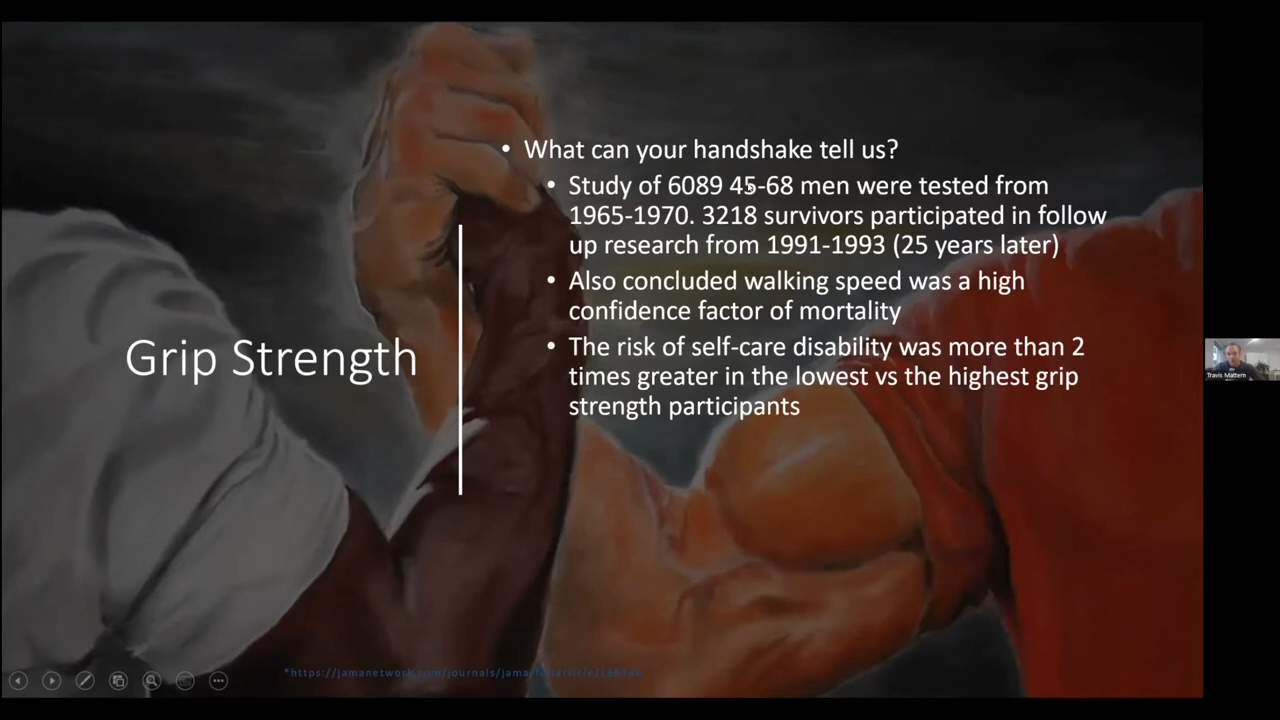 Grip Strength
• What can your handshake tell us?
• Study of 6089 45-68 men were tested from
1965-1970. 3218 survivors participated in follow
up research from 1991-1993 (25 years later)
• Also concluded walking speed was a high
confidence factor of mortality
• The risk of self-care disability was more than 2
times greater in the lowest vs the highest grip
strength participants
Travis Mattern